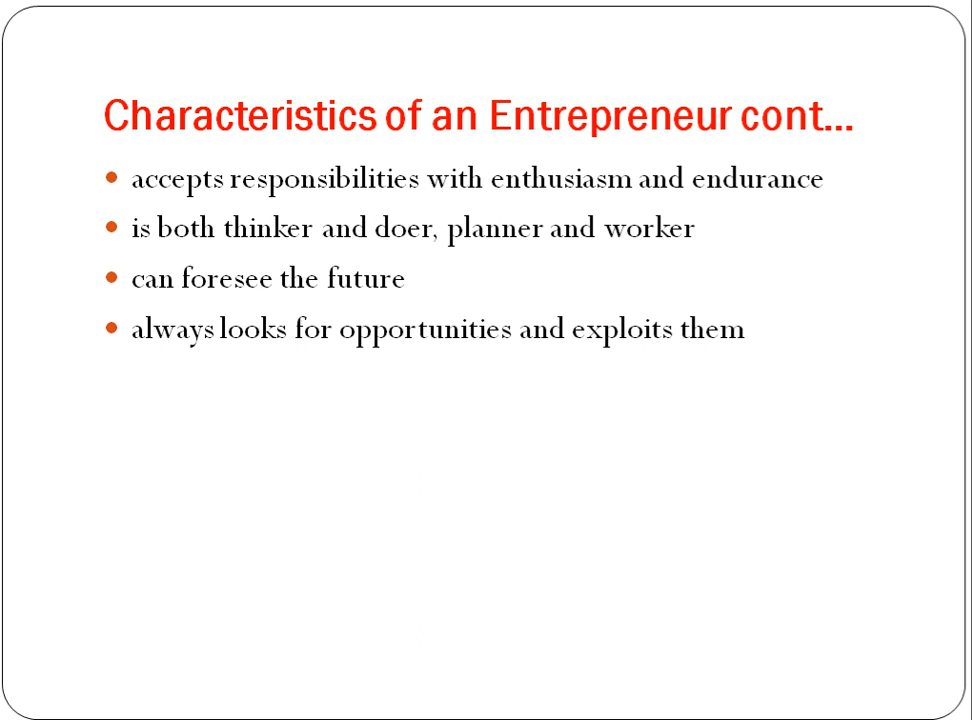 Characteristics of an Entrepreneur cont...
accepts responsibilities with enthusiasm and endurance
is both thinker and doer, planner and worker
can foresee the future
always looks for opportunities and exploits them